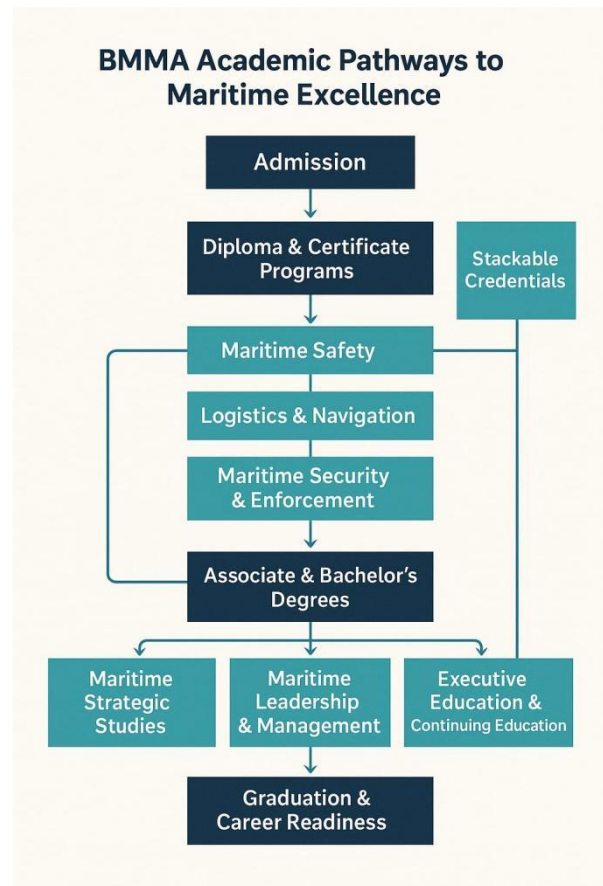 BMMA Academic Pathways to
Maritime Excellence
Admission
Diploma & Certificate
Programs
Stackable
Credentials
Maritime Safety
Logistics & Navigation
Maritime Security
& Enforcement
Associate & Bachelor's
Degrees
Maritime
Strategic
Studies
Maritime
Leadership
& Management
Executive
Education &
Continuing Education
Graduation &
Career Readiness